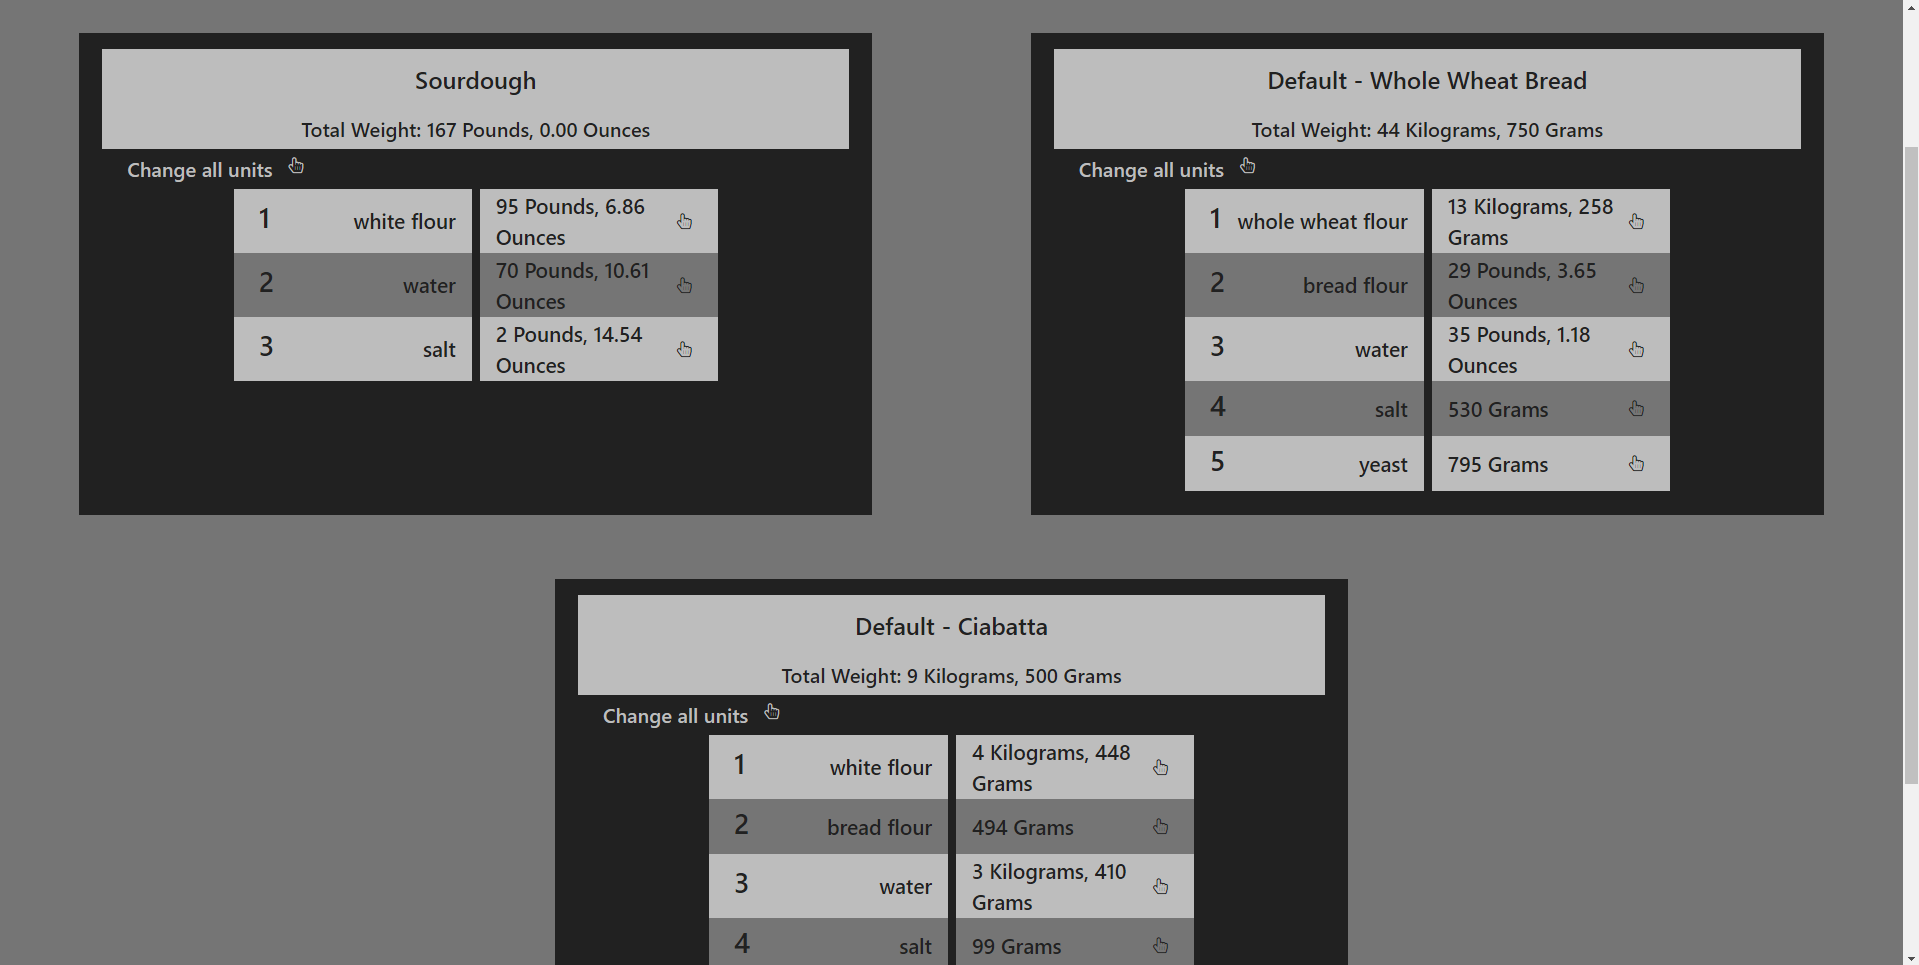 Sourdough
Total Weight: 167 Pounds, 0.00 Ounces
Change all units
1 white flour 95 Pounds, 6.86
Ounces
2 water 70 Pounds, 10.61
Ounces
3 salt 2 Pounds, 14.54
Ounces
Default - Whole Wheat Bread
Total Weight: 44 Kilograms, 750 Grams
Change all units
1 whole wheat flour 13 Kilograms, 258
Grams
2 bread flour 29 Pounds, 3.65
Ounces
3 water 35 Pounds, 1.18
Ounces
4 salt 530 Grams
5 yeast 795 Grams
Default - Ciabatta
Total Weight: 9 Kilograms, 500 Grams
Change all units
1 white flour 4 Kilograms, 448
Grams
2 bread flour 494 Grams
3 water 3 Kilograms, 410
Grams
4 salt 99 Grams